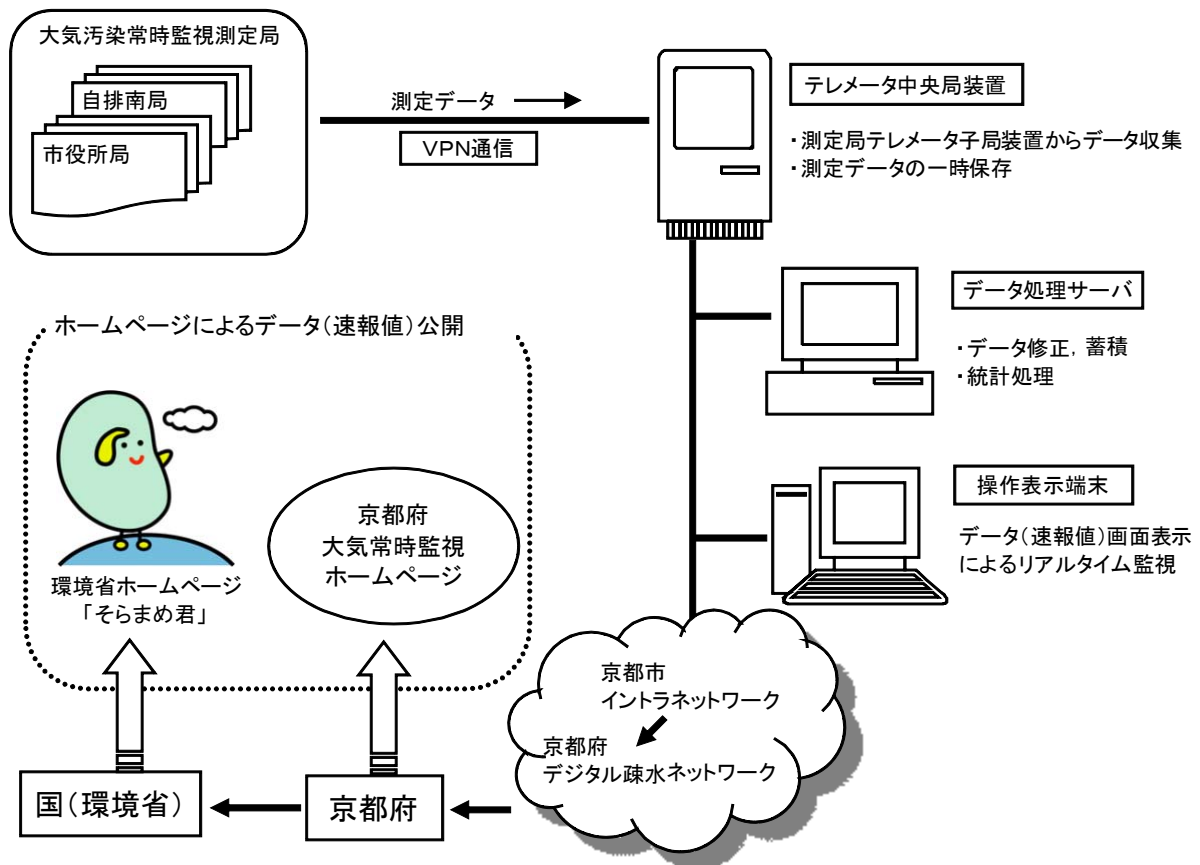 大気汚染常時監視測定局
自排南局
市役所局
測定データ
VPN通信
テレメータ中央局装置
・測定局テレメータ子局装置からデータ収集
・測定データの一時保存
データ処理サーバ
・データ修正，蓄積
・統計処理
操作表示端末
データ（速報値）画面表示
によるリアルタイム監視
ホームページによるデータ（速報値）公開
環境省ホームページ
「そらまめ君」
京都府
大気常時監視
ホームページ
京都市
イントラネットワーク
京都府
デジタル疎水ネットワーク
国（環境省）
京都府